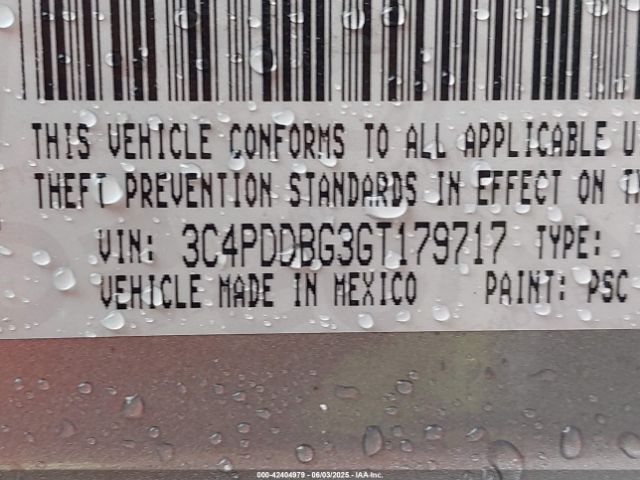 THIS VEHICLE CONFORMS TO ALL APPLICABLE U
THEFT PREVENTION STANDARDS IN EFFECT ON
VIN: 3C4PDDBG3GT179717 TYPE:
VEHICLE MADE IN MEXICO PAINT: PSC
000-42404979 - 06/03/2025 - IAA-Inc.